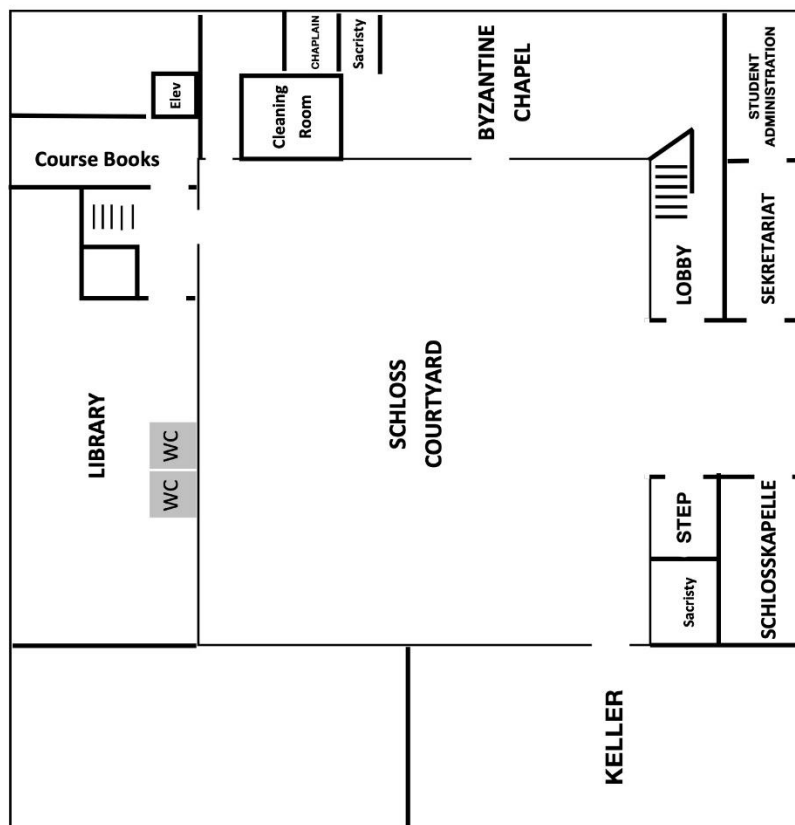 CHAPLAIN
Sacristy
BYZANTINE
CHAPEL
STUDENT
ADMINISTRATION
Elev
Cleaning
Room
Course Books
LOBBY
SEKRETARIAT
SCHLOSS
COURTYARD
LIBRARY
WC
WC
STEP
SCHLOSSKAPELLE
Sacristy
KELLER